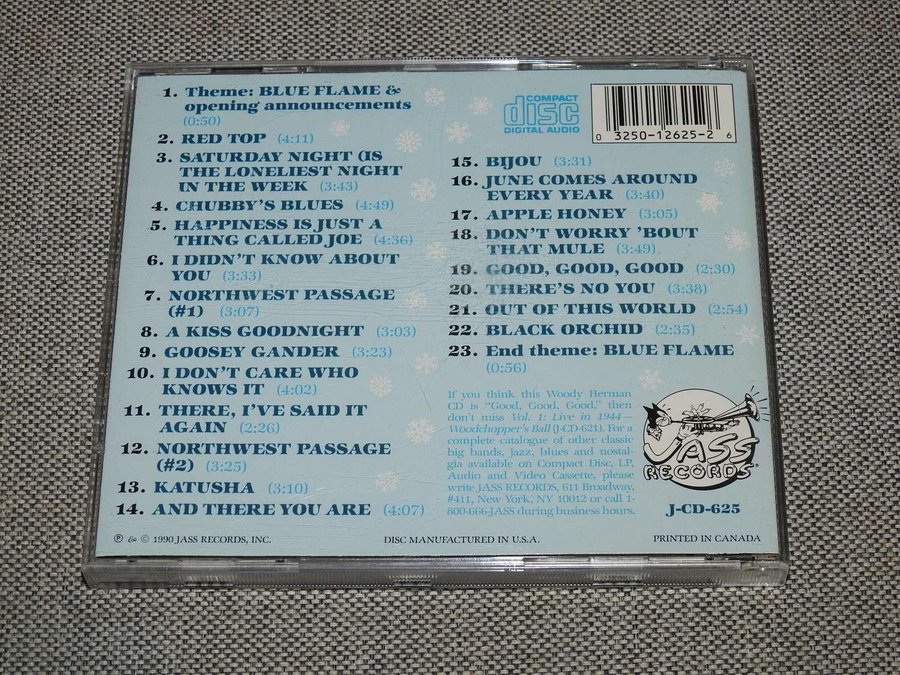 1. Theme: BLUE FLAME &
opening announcements
(0:50)
2. RED TOP (4:11)
3. SATURDAY NIGHT (IS
THE LONELIEST NIGHT
IN THE WEEK (3:43)
4. CHUBBY'S BLUES (4:49)
5. HAPPINESS IS JUST A
THING CALLED JOE (4:36)
6. I DIDN'T KNOW ABOUT
YOU (3:33)
7. NORTHWEST PASSAGE
(#1) (3:07)
8. A KISS GOODNIGHT (3:03)
9. GOOSEY GANDER (3:23)
10. I DON'T CARE WHO
KNOWS IT (4:02)
11. THERE, I'VE SAID IT
AGAIN (2:26)
12. NORTHWEST PASSAGE
(#2) (3:25)
13. KATUSHA (3:10)
14. AND THERE YOU ARE (4:07)
COMPACT
disc
DIGITAL AUDIO
0 3250-12625-2 6
15. BIJOU (3:31)
16. JUNE COMES AROUND
EVERY YEAR (3:40)
17. APPLE HONEY (3:05)
18. DON'T WORRY 'BOUT
THAT MULE (3:49)
19. GOOD, GOOD, GOOD (2:30)
20. THERE'S NO YOU (3:38)
21. OUT OF THIS WORLD (2:54)
22. BLACK ORCHID (2:35)
23. End theme: BLUE FLAME
(0:56)
If you think this Woody Herman
CD is "Good, Good, Good," then
don't miss Vol. 1: Live in 1944—
Woodchopper's Ball (J-CD-621). For a
complete catalogue of other classic
big bands, jazz, blues and nostal-
gia available on Compact Disc, LP,
Audio and Video Cassette, please
write JASS RECORDS, 611 Broadway,
#411, New York, NY 10012 or call 1-
800-666-JASS during business hours.
JASS
RECORDS
J-CD-625
℗ & © 1990 JASS RECORDS, INC.
DISC MANUFACTURED IN U.S.A.
PRINTED IN CANADA